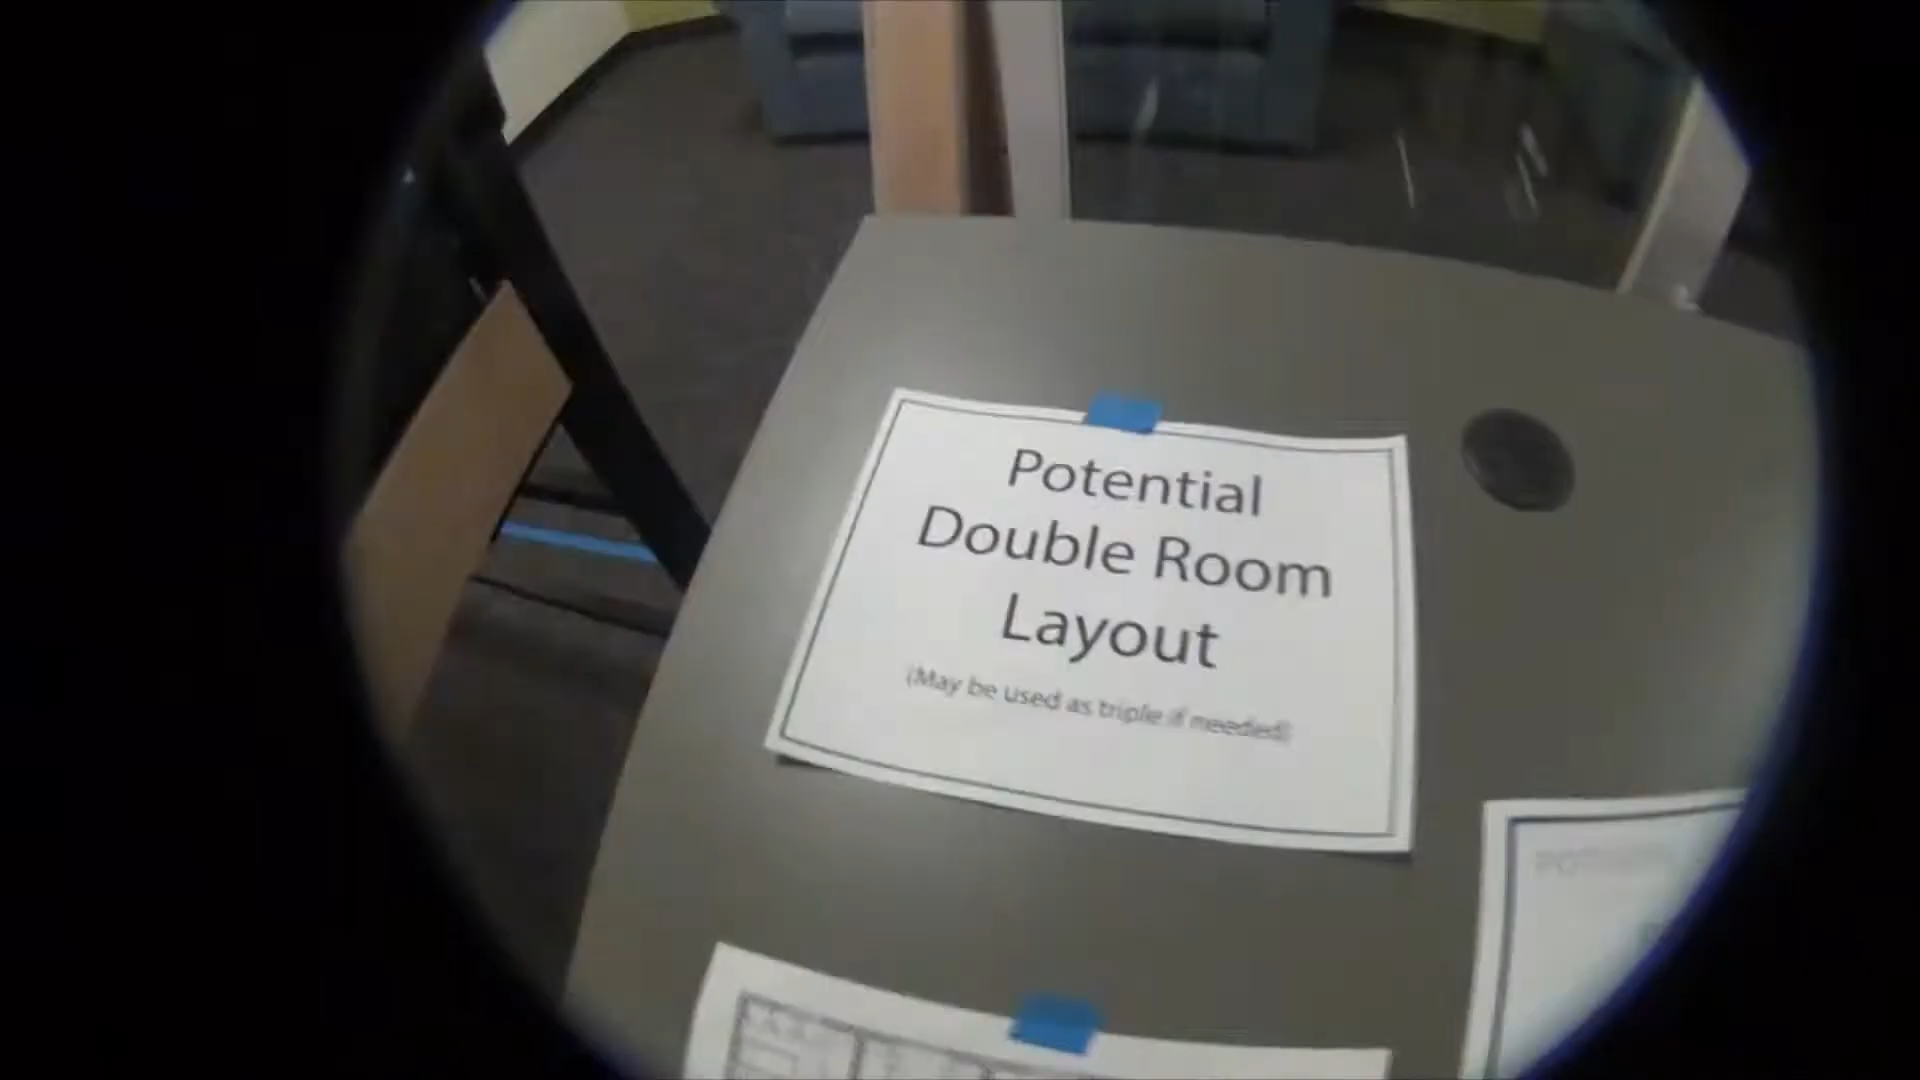 Potential
Double Room
Layout
(May be used as triple if needed)